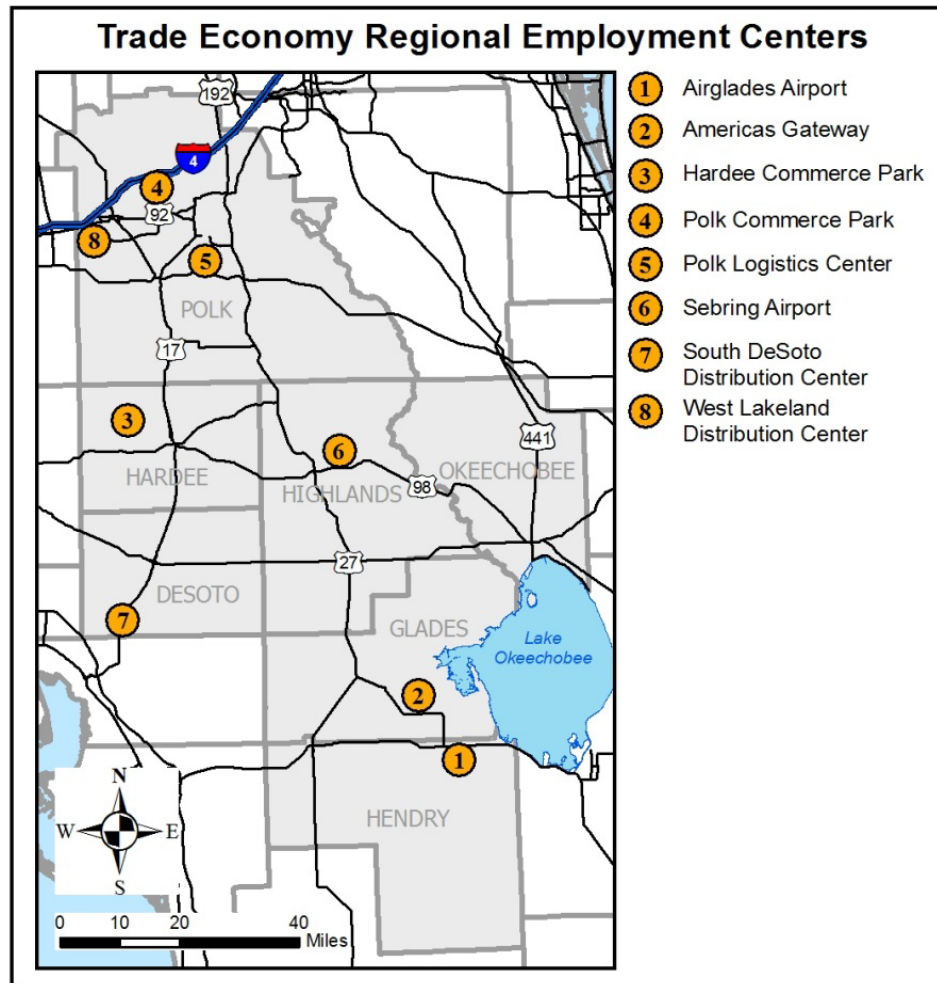 Trade Economy Regional Employment Centers
1 Airglades Airport
2 Americas Gateway
3 Hardee Commerce Park
4 Polk Commerce Park
5 Polk Logistics Center
6 Sebring Airport
7 South DeSoto
Distribution Center
8 West Lakeland
Distribution Center
192
4
4
92
8
5
POLK
17
3
441
6
HARDEE
OKEECHOBEE
98
HIGHLANDS
27
DESOTO
7
GLADES
Lake
Okeechobee
2
1
N
W E
S
HENDRY
0 10 20 40
Miles